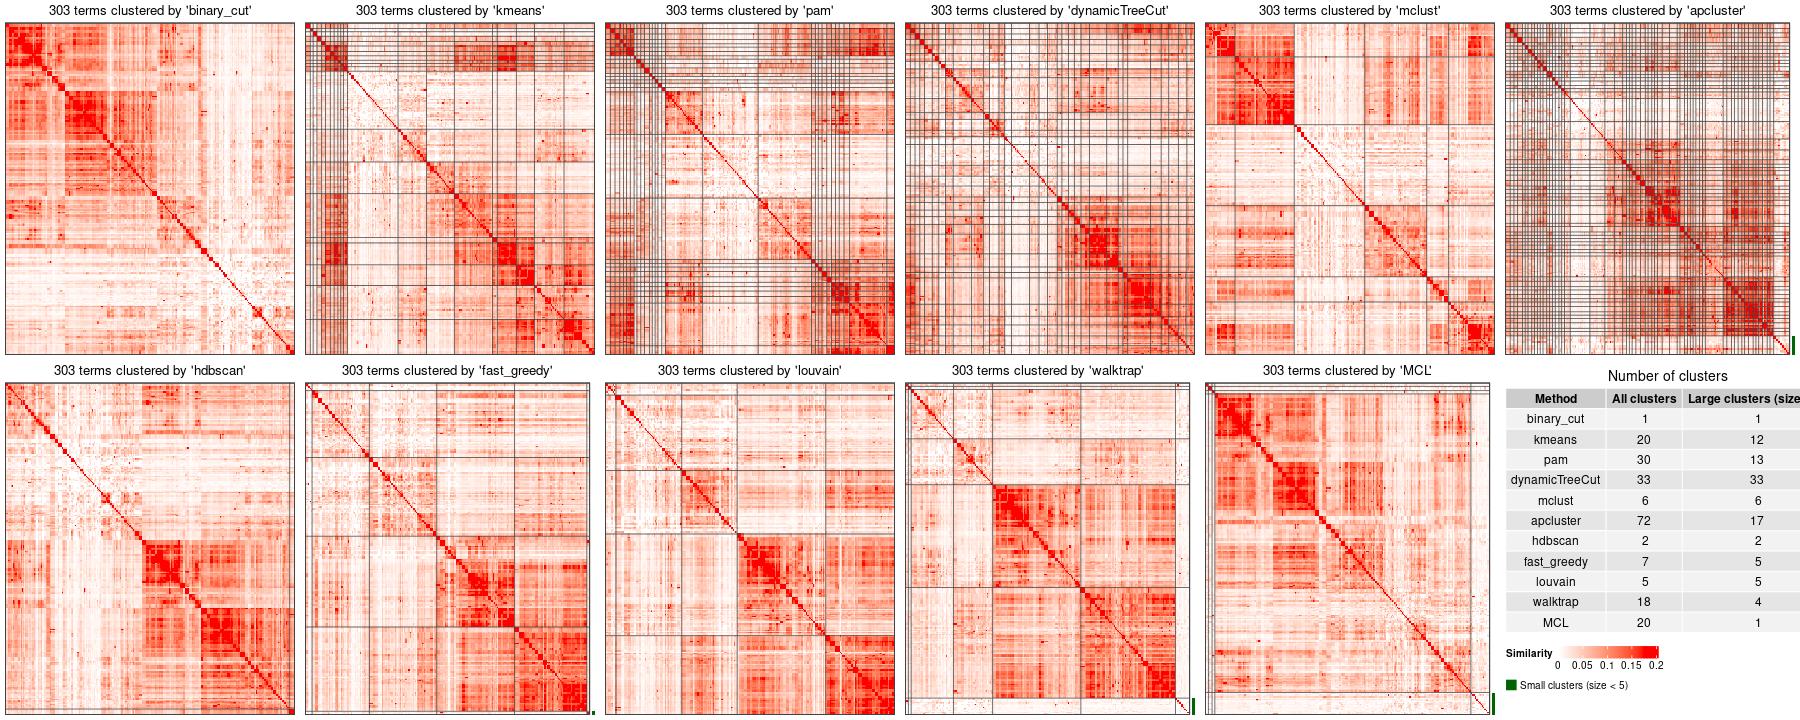 303 terms clustered by 'binary_cut'
303 terms clustered by 'kmeans'
303 terms clustered by 'pam'
303 terms clustered by 'dynamicTreeCut'
303 terms clustered by 'mclust'
303 terms clustered by 'apcluster'
303 terms clustered by 'hdbscan'
303 terms clustered by 'fast_greedy'
303 terms clustered by 'louvain'
303 terms clustered by 'walktrap'
303 terms clustered by 'MCL'
Number of clusters
Method All clusters Large clusters (size
binary_cut 1 1
kmeans 20 12
pam 30 13
dynamicTreeCut 33 33
mclust 6 6
apcluster 72 17
hdbscan 2 2
fast_greedy 7 5
louvain 5 5
walktrap 18 4
MCL 20 1
Similarity
0 0.05 0.1 0.15 0.2
Small clusters (size < 5)